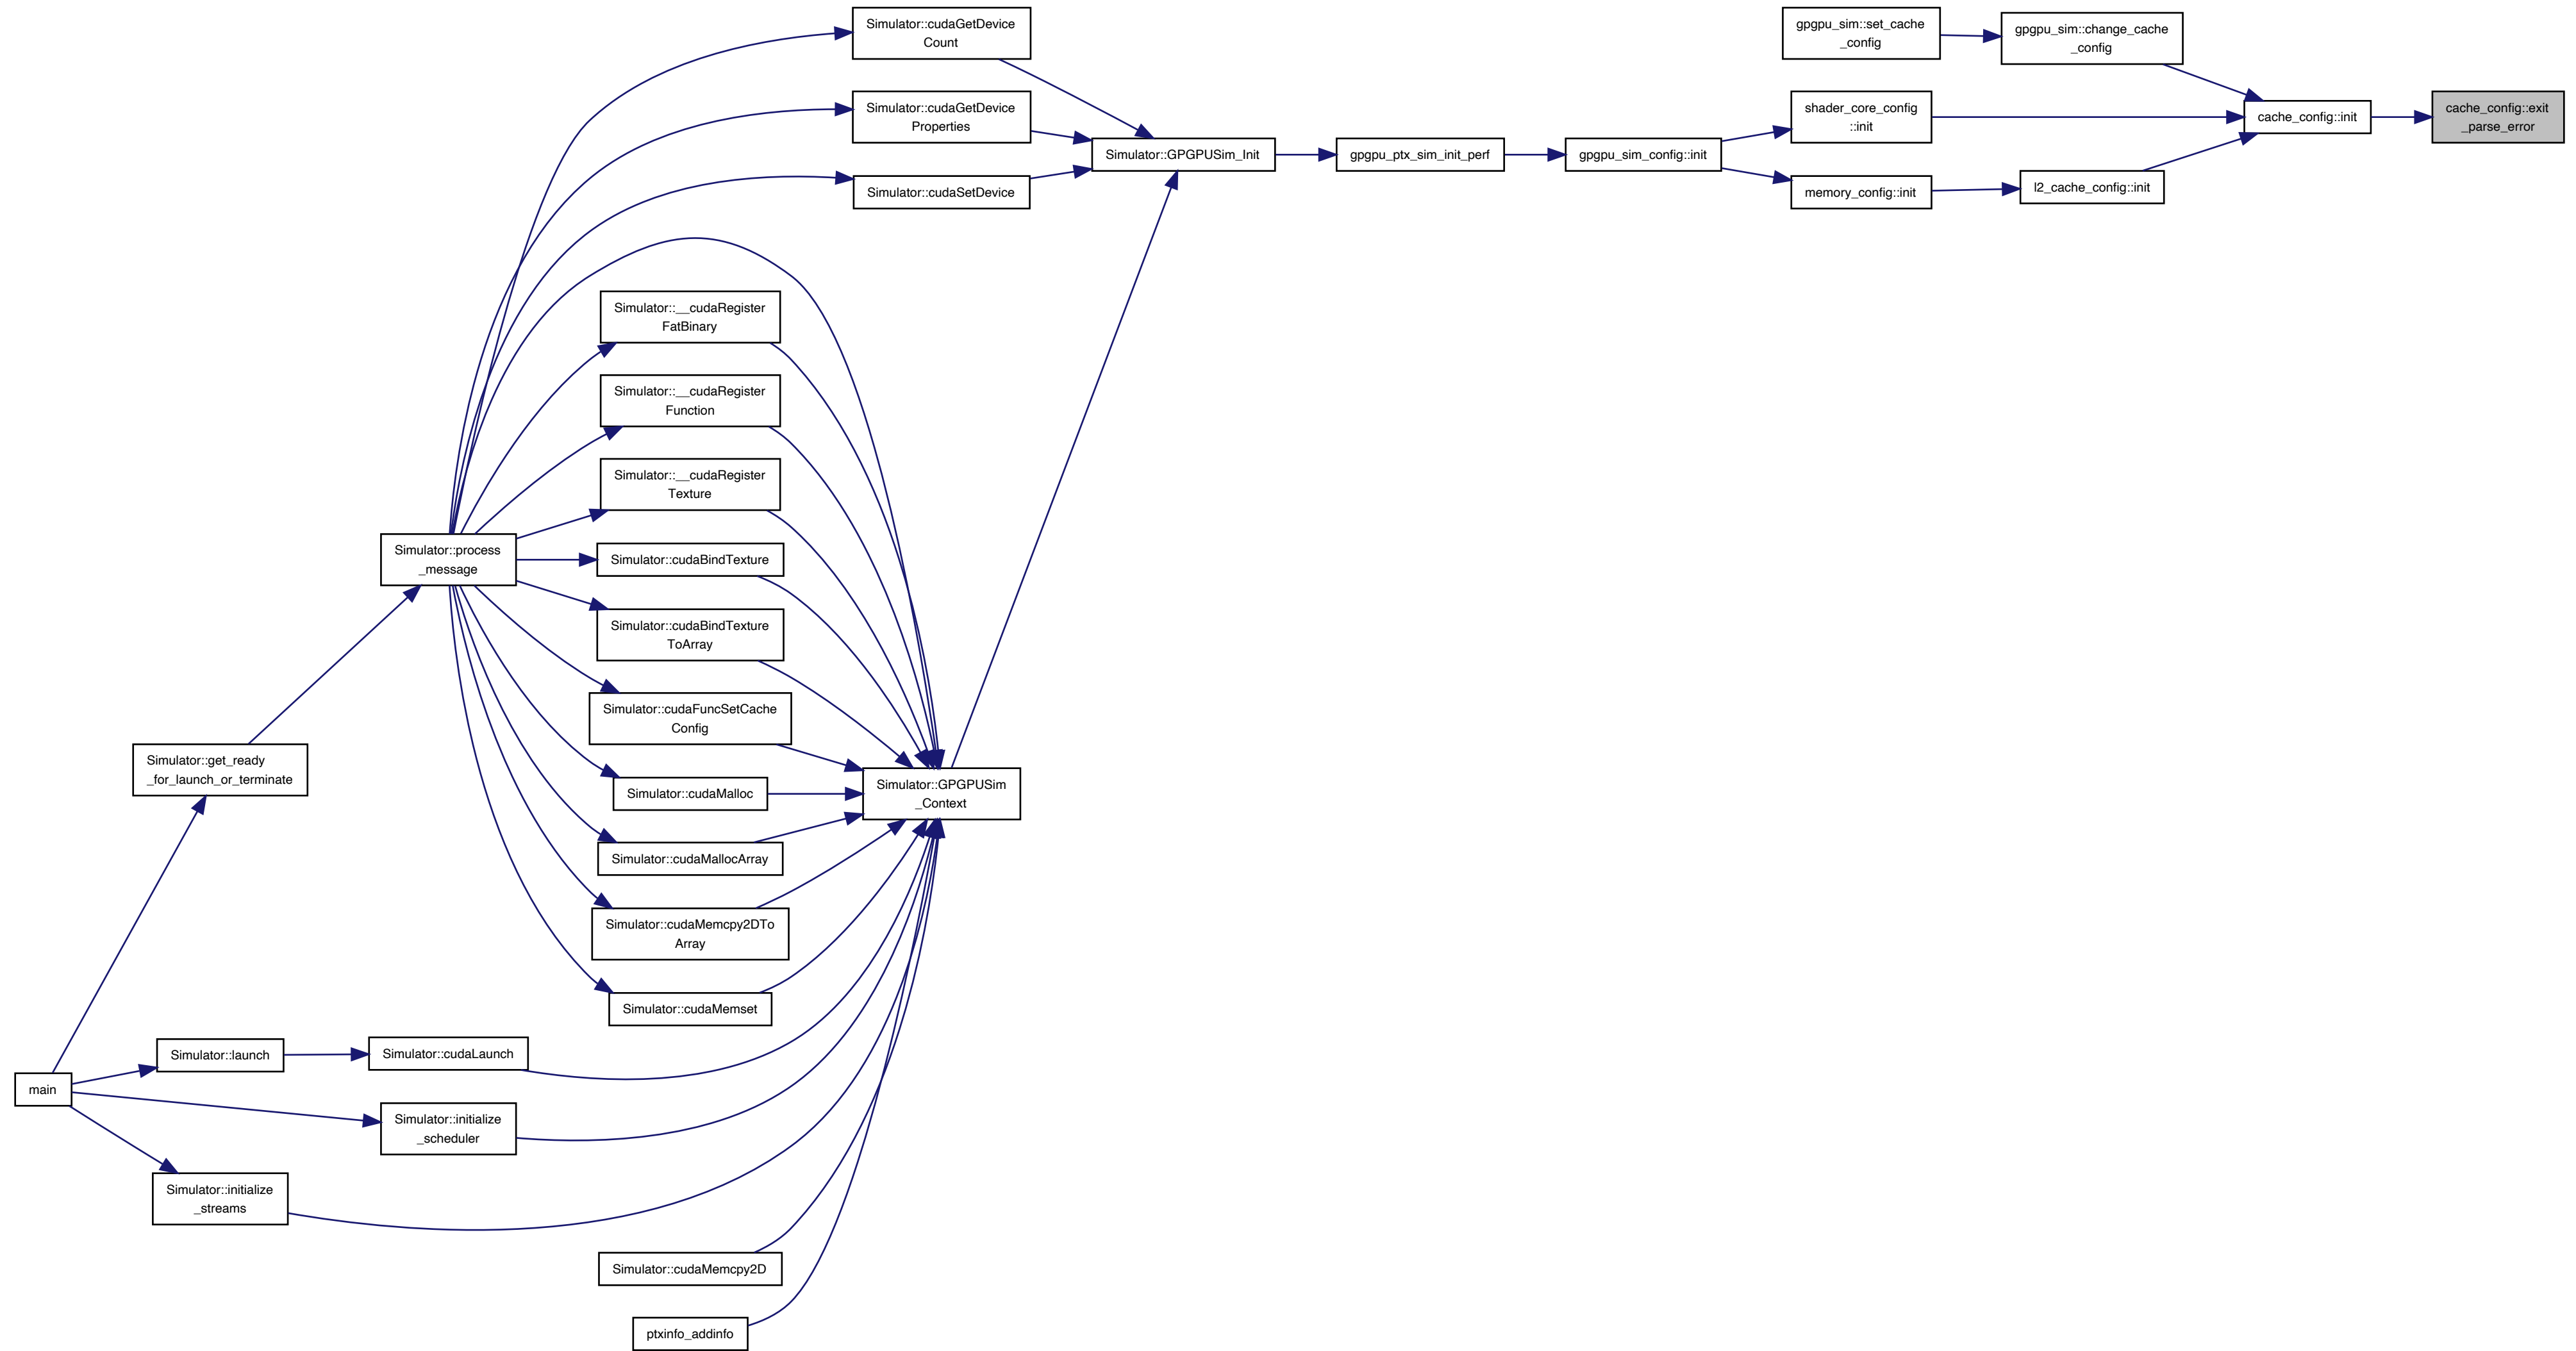 Simulator::cudaGetDevice
Count
gpgpu_sim::set_cache
_config
gpgpu_sim::change_cache
_config
Simulator::cudaGetDevice
Properties
shader_core_config
::init
cache_config::init
cache_config::exit
_parse_error
Simulator::GPGPUSim_Init
gpgpu_ptx_sim_init_perf
gpgpu_sim_config::init
Simulator::cudaSetDevice
memory_config::init
l2_cache_config::init
Simulator::__cudaRegister
FatBinary
Simulator::__cudaRegister
Function
Simulator::__cudaRegister
Texture
Simulator::process
_message
Simulator::cudaBindTexture
Simulator::cudaBindTexture
ToArray
Simulator::cudaFuncSetCache
Config
Simulator::get_ready
_for_launch_or_terminate
Simulator::cudaMalloc
Simulator::GPGPUSim
_Context
Simulator::cudaMallocArray
Simulator::cudaMemcpy2DTo
Array
Simulator::cudaMemset
Simulator::launch
Simulator::cudaLaunch
main
Simulator::initialize
_scheduler
Simulator::initialize
_streams
Simulator::cudaMemcpy2D
ptxinfo_addinfo